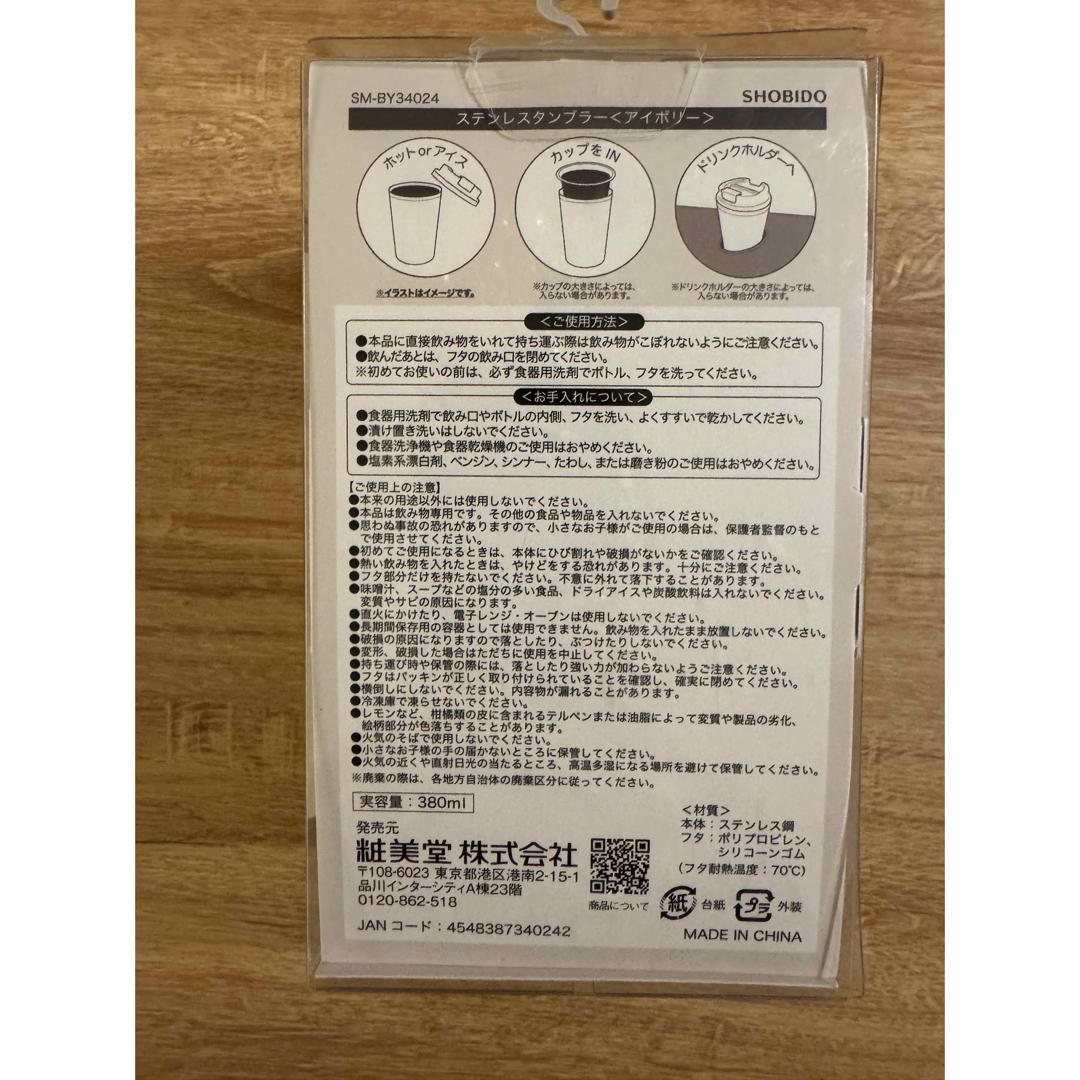 SM-BY34024
SHOBIDO
ステンレスタンブラー＜アイボリー＞
ホットorアイス
カップをIN
ドリンクホルダーへ
※イラストはイメージです。
※カップの大きさによっては、
入らない場合があります。
※ドリンクホルダーの大きさによっては、
入らない場合があります。
＜ご使用方法＞
●本品に直接飲み物をいれて持ち運ぶ際は飲み物がこぼれないようにご注意ください。
●飲んだあとは、フタの飲み口を閉めてください。
※初めてお使いの前は、必ず食器用洗剤でボトル、フタを洗ってください。
＜お手入れについて＞
●食器用洗剤で飲み口やボトルの内側、フタを洗い、よくすすいで乾かしてください。
●漬け置き洗いはしないでください。
●食器洗浄機や食器乾燥機のご使用はおやめください。
●塩素系漂白剤、ベンジン、シンナー、たわし、または磨き粉のご使用はおやめください。
【ご使用上の注意】
●本来の用途以外には使用しないでください。
●本品は飲み物専用です。その他の食品や物品を入れないでください。
●思わぬ事故の恐れがありますので、小さなお子様がご使用の場合は、保護者監督のもと
で使用させてください。
●初めてご使用になるときは、本体にひび割れや破損がないかをご確認ください。
●熱い飲み物を入れたときは、やけどをする恐れがあります。十分にご注意ください。
●フタ部分だけを持たないでください。不意に外れて落下することがあります。
●味噌汁、スープなどの塩分の多い食品、ドライアイスや炭酸飲料は入れないでください。
変質やサビの原因になります。
●直火にかけたり、電子レンジ・オーブンは使用しないでください。
●長期間保存用の容器としては使用できません。飲み物を入れたまま放置しないでください。
●破損の原因になりますので落としたり、ぶつけたりしないでください。
●変形、破損した場合はただちに使用を中止してください。
●持ち運び時や保管の際には、落としたり強い力が加わらないようご注意ください。
●フタはパッキンが正しく取り付けられていることを確認し、確実に閉めてください。
●横倒しにしないでください。内容物が漏れることがあります。
●冷凍庫で凍らせないでください。
●レモンなど、柑橘類の皮に含まれるテルペンまたは油脂によって変質や製品の劣化、
絵柄部分が色落ちすることがあります。
●火気のそばで使用しないでください。
●小さなお子様の手の届かないところに保管してください。
●火気の近くや直射日光の当たるところ、高温多湿になる場所を避けて保管してください。
※廃棄の際は、各地方自治体の廃棄区分に従ってください。
実容量：380ml
発売元
粧美堂 株式会社
〒108-6023 東京都港区港南2-15-1
品川インターシティA棟23階
0120-862-518
JAN コード：4548387340242
商品について
＜材質＞
本体：ステンレス鋼
フタ：ポリプロピレン、
シリコーンゴム
（フタ耐熱温度：70℃）
紙 台紙
プラ 外装
MADE IN CHINA